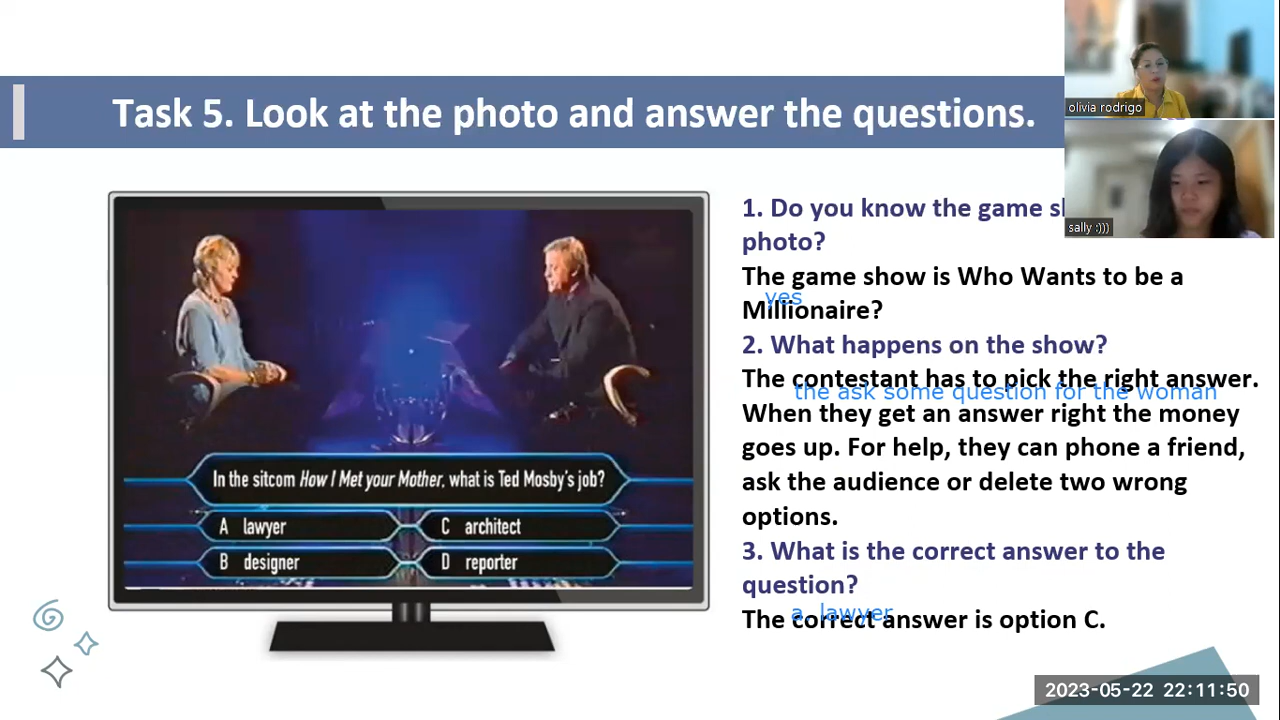 Task 5. Look at the photo and answer the questions.
olivia rodrigo
sally :)))
1. Do you know the game
photo?
The game show is Who Wants to be a
yes
Millionaire?
2. What happens on the show?
The contestant has to pick the right answer.
the ask some question for the woman
When they get an answer right the money
goes up. For help, they can phone a friend,
ask the audience or delete two wrong
options.
3. What is the correct answer to the
question?
a. lawyer
The correct answer is option C.
In the sitcom How I Met your Mother, what is Ted Mosby's job?
A lawyer
C architect
B designer
D reporter
2023-05-22 22:11:50